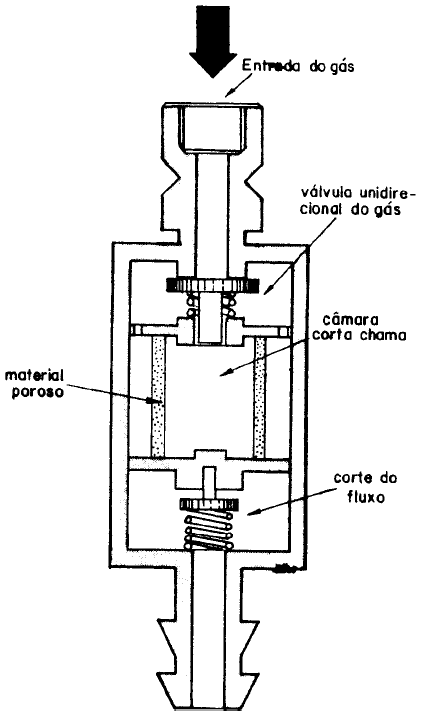 Entrada do gás
válvula unidire-
cional do gás
câmara
corta chama
material
poroso
corte do
fluxo